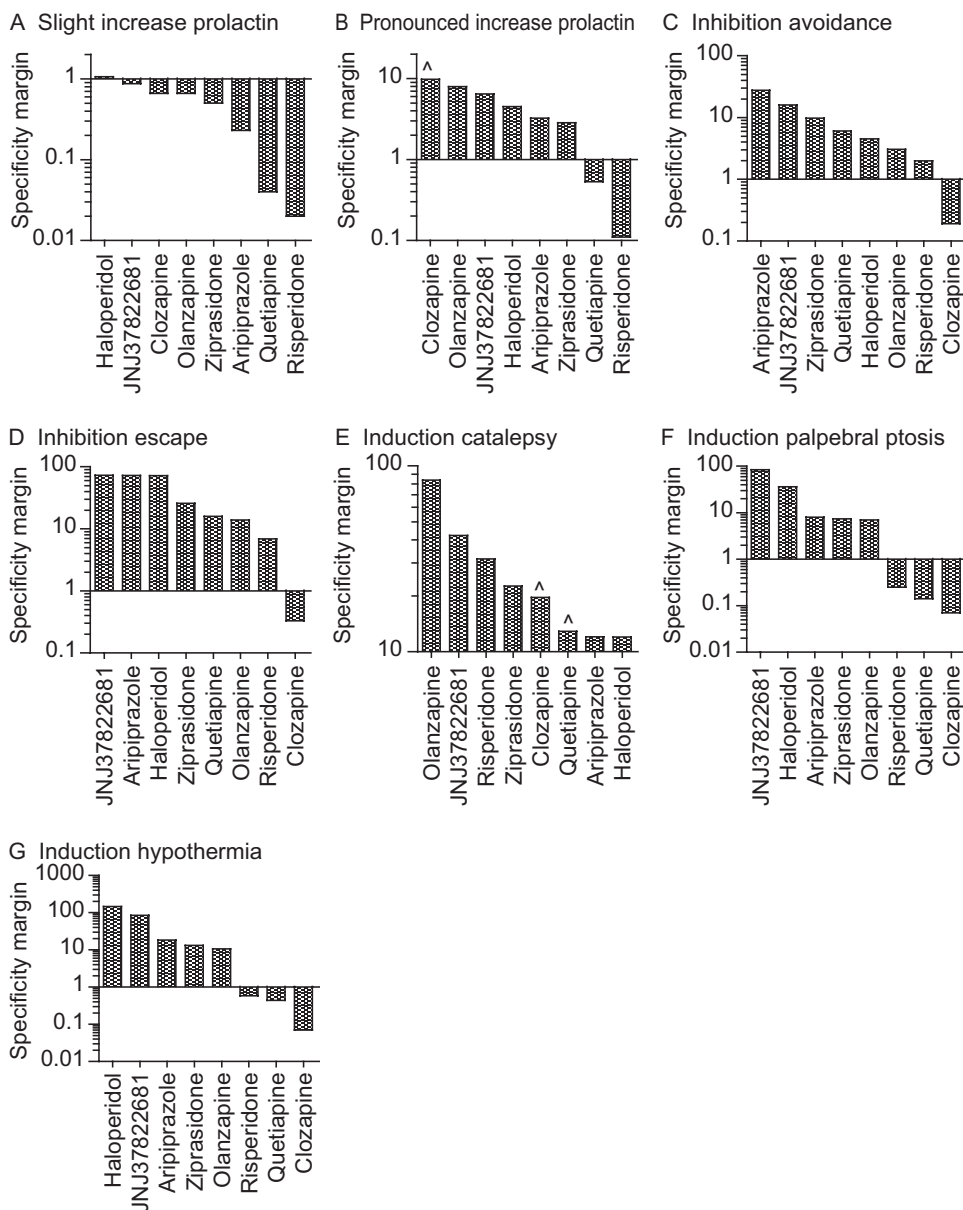 A Slight increase prolactin
Specificity margin
1
0.1
0.01
Haloperidol
JNJ37822681
Clozapine
Olanzapine
Ziprasidone
Aripiprazole
Quetiapine
Risperidone
B Pronounced increase prolactin
Specificity margin
10
1
0.1
^
Clozapine
Olanzapine
JNJ37822681
Haloperidol
Aripiprazole
Ziprasidone
Quetiapine
Risperidone
C Inhibition avoidance
Specificity margin
100
10
1
0.1
Aripiprazole
JNJ37822681
Ziprasidone
Quetiapine
Haloperidol
Olanzapine
Risperidone
Clozapine
D Inhibition escape
Specificity margin
100
10
1
0.1
JNJ37822681
Aripiprazole
Haloperidol
Ziprasidone
Quetiapine
Olanzapine
Risperidone
Clozapine
E Induction catalepsy
Specificity margin
100
10
^
^
Olanzapine
JNJ37822681
Risperidone
Ziprasidone
Clozapine
Quetiapine
Aripiprazole
Haloperidol
F Induction palpebral ptosis
Specificity margin
100
10
1
0.1
0.01
JNJ37822681
Haloperidol
Aripiprazole
Ziprasidone
Olanzapine
Risperidone
Quetiapine
Clozapine
G Induction hypothermia
Specificity margin
1000
100
10
1
0.1
0.01
Haloperidol
JNJ37822681
Aripiprazole
Ziprasidone
Olanzapine
Risperidone
Quetiapine
Clozapine